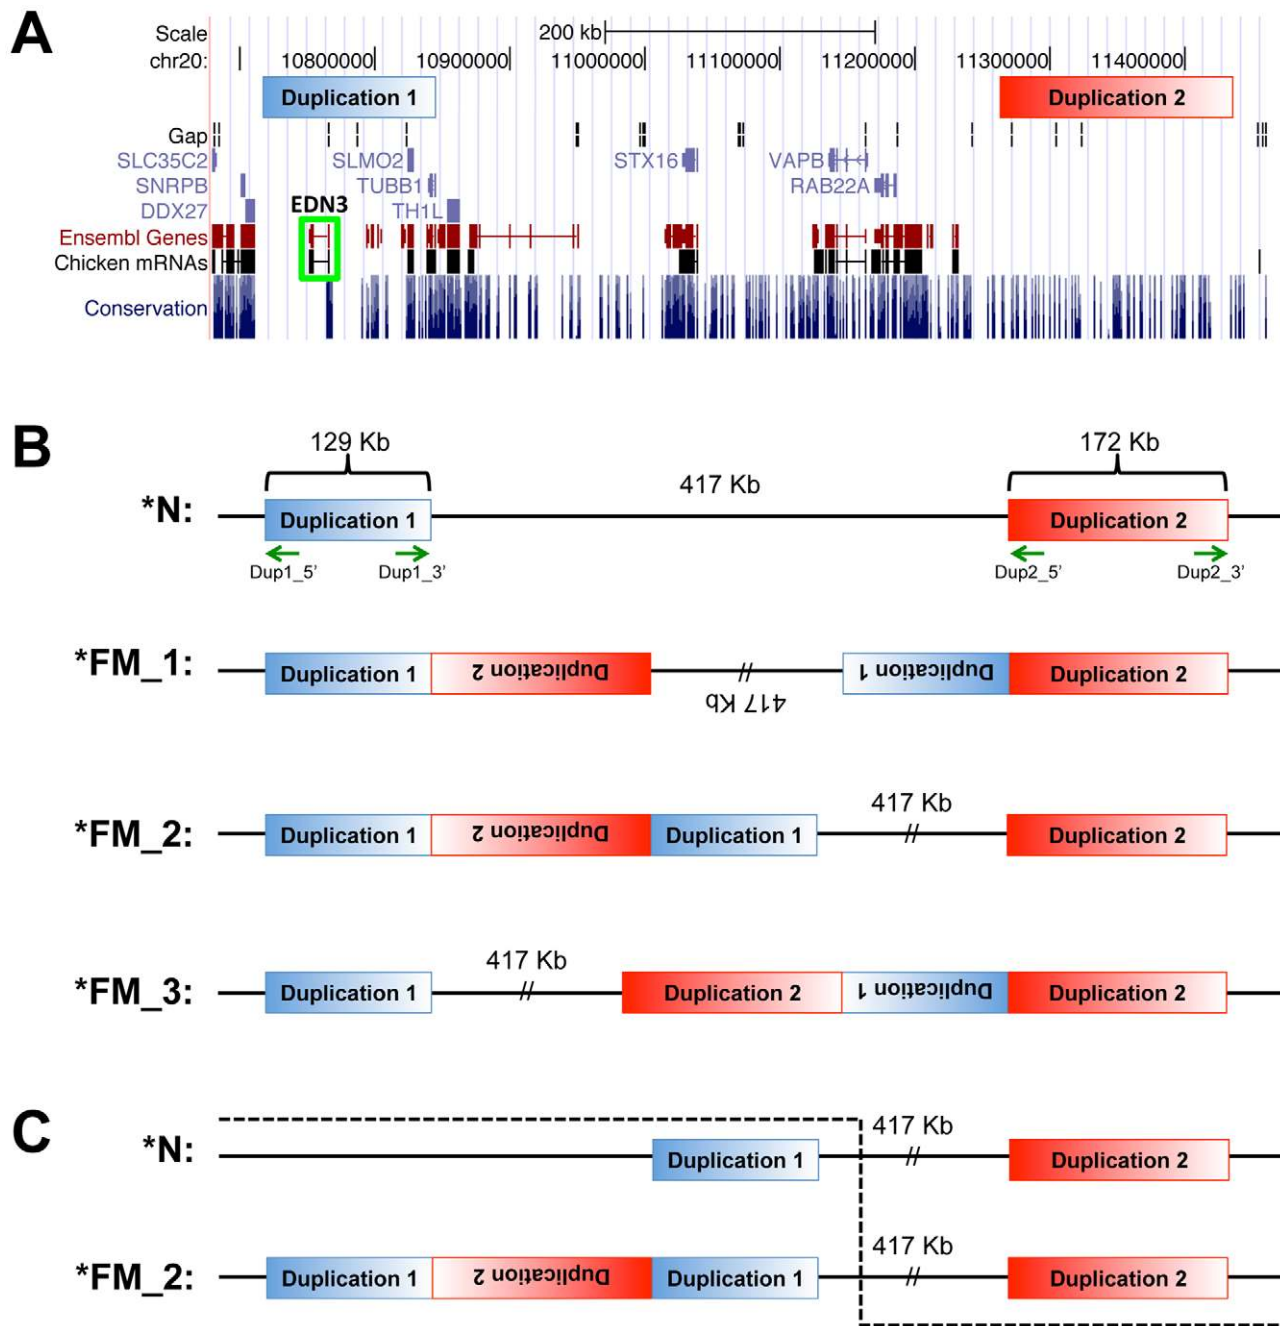 A
Scale 200 kb
chr20: 10800000 10900000 11000000 11100000 11200000 11300000 11400000
Duplication 1 Duplication 2
Gap
SLC35C2 SLMO2 STX16 VAPB
SNRPB TUBB1 RAB22A
DDX27 EDN3 TH1L
Ensembl Genes
Chicken mRNAs
Conservation
B
129 Kb 172 Kb
*N: 417 Kb
Duplication 1 Duplication 2
Dup1_5' Dup1_3' Dup2_5' Dup2_3'
*FM_1: Duplication 1 Duplication 2 // Duplication 1 Duplication 2
417 Kb
417 Kb
*FM_2: Duplication 1 Duplication 2 Duplication 1 // Duplication 2
417 Kb
*FM_3: Duplication 1 // Duplication 2 Duplication 1 Duplication 2
C
417 Kb
*N: Duplication 1 // Duplication 2
417 Kb
*FM_2: Duplication 1 Duplication 2 Duplication 1 // Duplication 2